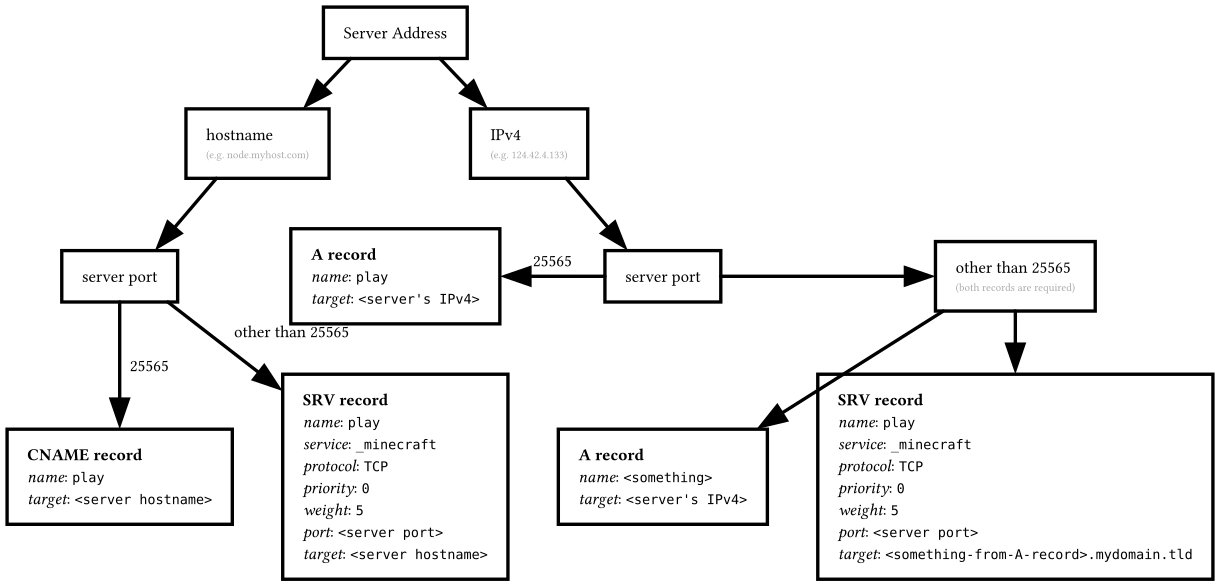 Server Address
hostname
(e.g. node.myhost.com)
IPv4
(e.g. 124.42.4.133)
server port
A record
name: play
target: <server's IPv4>
25565
server port
other than 25565
(both records are required)
other than 25565
25565
CNAME record
name: play
target: <server hostname>
SRV record
name: play
service: _minecraft
protocol: TCP
priority: 0
weight: 5
port: <server port>
target: <server hostname>
A record
name: <something>
target: <server's IPv4>
SRV record
name: play
service: _minecraft
protocol: TCP
priority: 0
weight: 5
port: <server port>
target: <something-from-A-record>.mydomain.tld